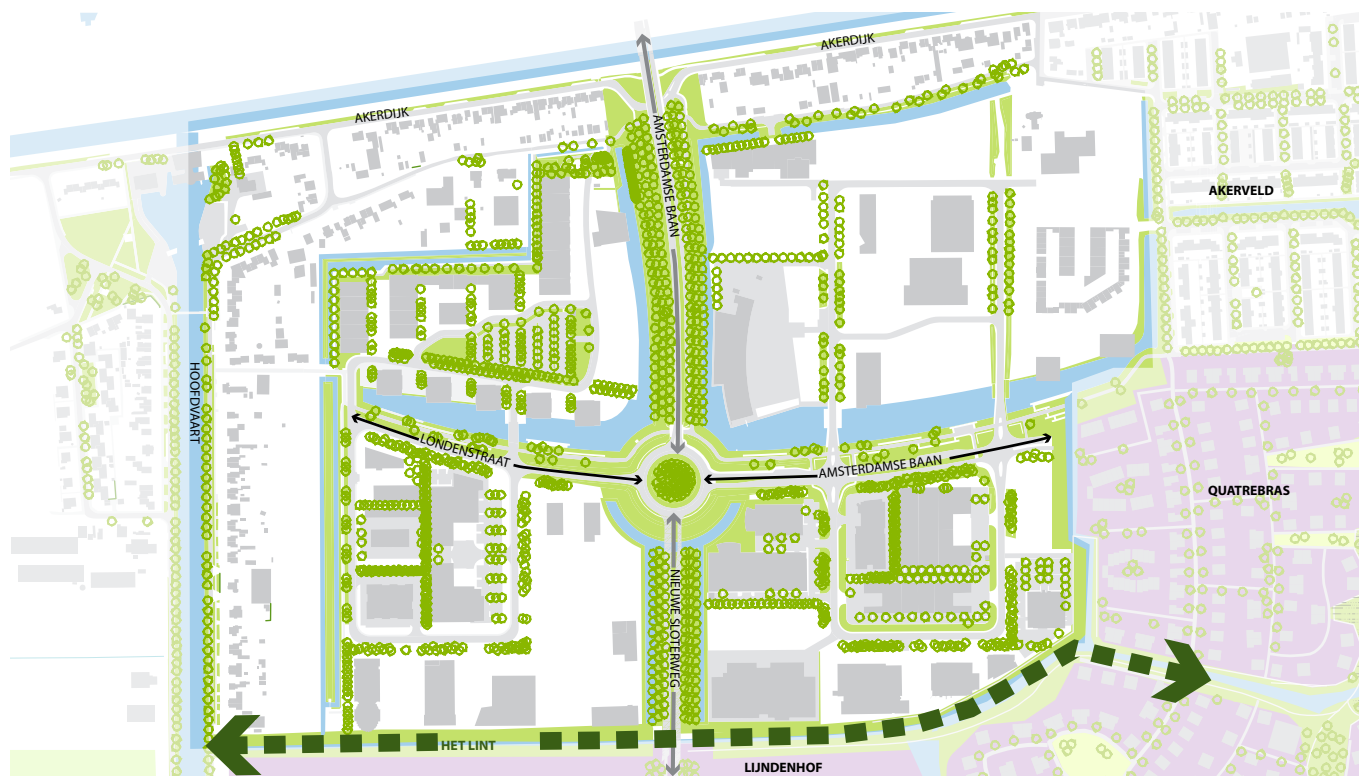 AKERDIJK
AKERDIJK
AMSTERDAMSE BAAN
AKERVELD
HOOFDVAART
LONDENSTRAAT
AMSTERDAMSE BAAN
QUATREBRAS
NIEUWE SLOTERWEG
HET LINT
LIJNDENHOF